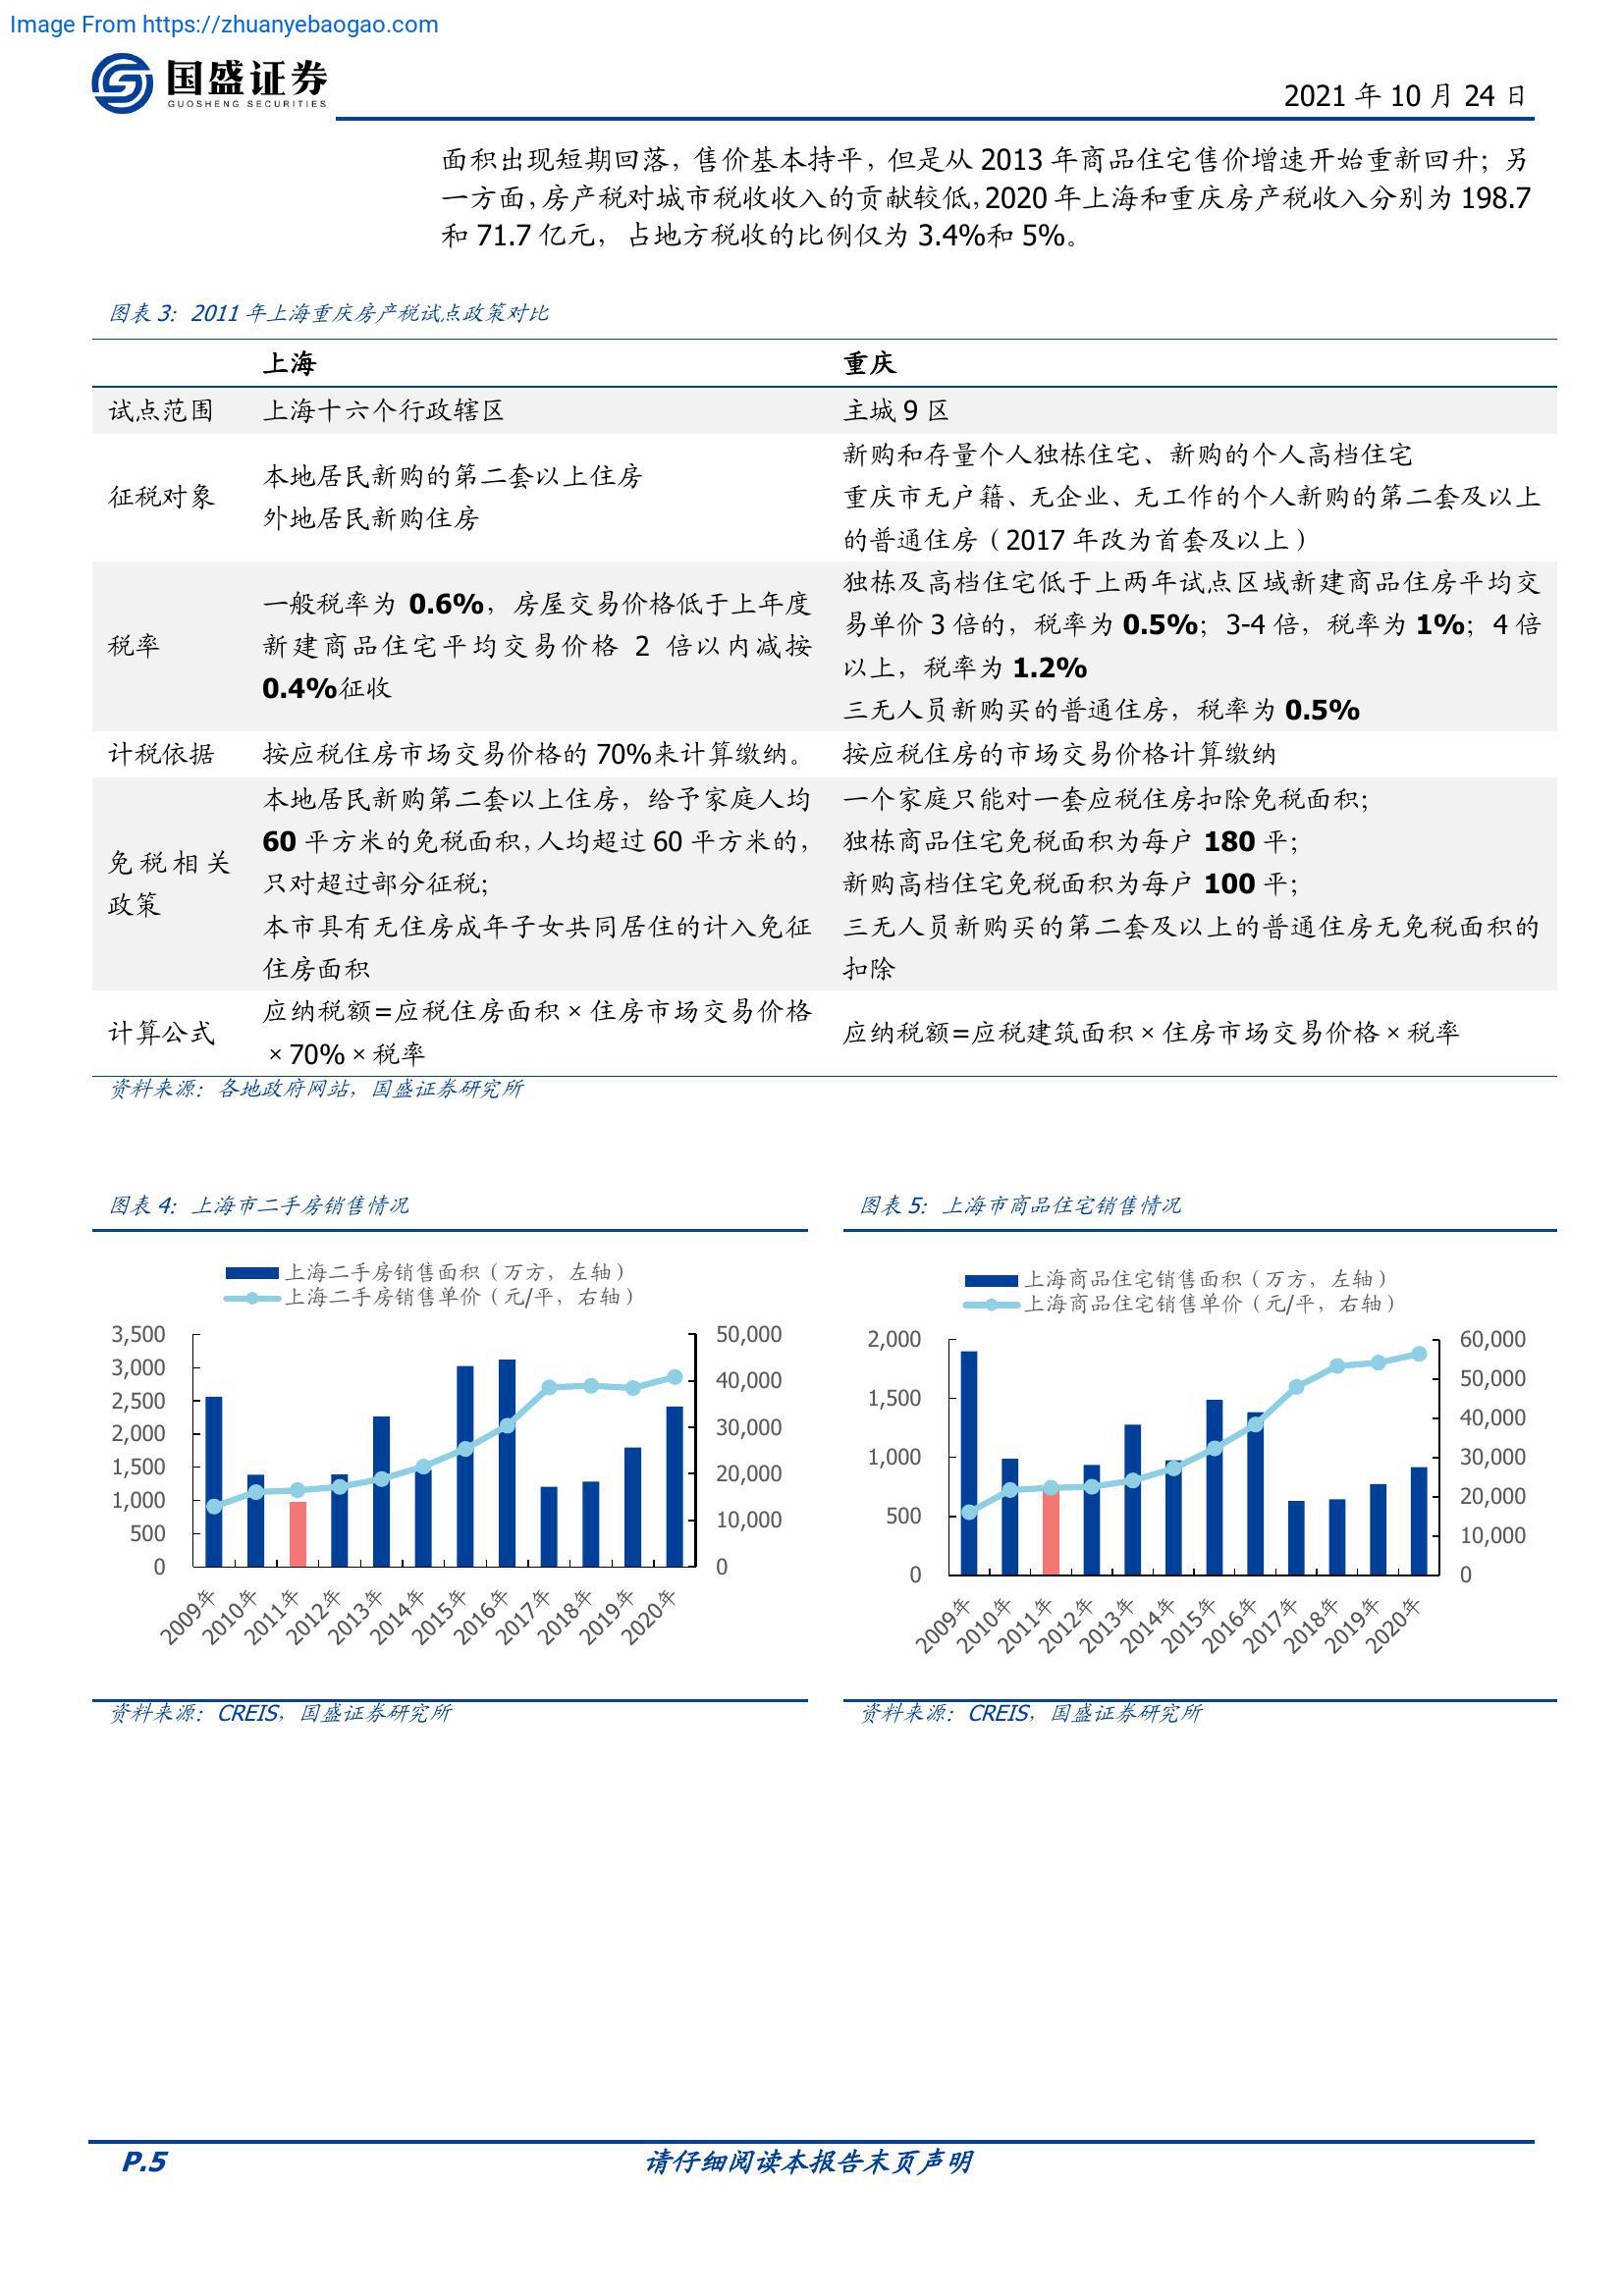 Image From https://zhuanyebaogao.com
国盛证券
GUOSHENG SECURITIES
2021 年 10 月 24 日
面积出现短期回落，售价基本持平，但是从 2013 年商品住宅售价增速开始重新回升；另
一方面，房产税对城市税收收入的贡献较低，2020 年上海和重庆房产税收入分别为 198.7
和 71.7 亿元，占地方税收的比例仅为 3.4%和 5%。
图表 3：2011 年上海重庆房产税试点政策对比
上海 重庆
试点范围 上海十六个行政辖区 主城 9 区
征税对象
本地居民新购的第二套以上住房
外地居民新购住房
新购和存量个人独栋住宅、新购的个人高档住宅
重庆市无户籍、无企业、无工作的个人新购的第二套及以上
的普通住房（2017 年改为首套及以上）
税率
一般税率为 0.6%，房屋交易价格低于上年度
新建商品住宅平均交易价格 2 倍以内减按
0.4%征收
独栋及高档住宅低于上两年试点区域新建商品住房平均交
易单价 3 倍的，税率为 0.5%；3-4 倍，税率为 1%；4 倍
以上，税率为 1.2%
三无人员新购买的普通住房，税率为 0.5%
计税依据 按应税住房市场交易价格的 70%来计算缴纳。 按应税住房的市场交易价格计算缴纳
免税相关
政策
本地居民新购第二套以上住房，给予家庭人均
60 平方米的免税面积，人均超过 60 平方米的，
只对超过部分征税；
本市具有无住房成年子女共同居住的计入免征
住房面积
一个家庭只能对一套应税住房扣除免税面积；
独栋商品住宅免税面积为每户 180 平；
新购高档住宅免税面积为每户 100 平；
三无人员新购买的第二套及以上的普通住房无免税面积的
扣除
计算公式
应纳税额=应税住房面积×住房市场交易价格
×70%×税率
应纳税额=应税建筑面积×住房市场交易价格×税率
资料来源：各地政府网站，国盛证券研究所
图表 4：上海市二手房销售情况
上海二手房销售面积（万方，左轴）
上海二手房销售单价（元/平，右轴）
3,500
3,000
2,500
2,000
1,500
1,000
500
0
50,000
40,000
30,000
20,000
10,000
0
2009年 2010年 2011年 2012年 2013年 2014年 2015年 2016年 2017年 2018年 2019年 2020年
资料来源：CREIS，国盛证券研究所
图表 5：上海市商品住宅销售情况
上海商品住宅销售面积（万方，左轴）
上海商品住宅销售单价（元/平，右轴）
2,000
1,500
1,000
500
0
60,000
50,000
40,000
30,000
20,000
10,000
0
2009年 2010年 2011年 2012年 2013年 2014年 2015年 2016年 2017年 2018年 2019年 2020年
资料来源：CREIS，国盛证券研究所
P.5 请仔细阅读本报告末页声明